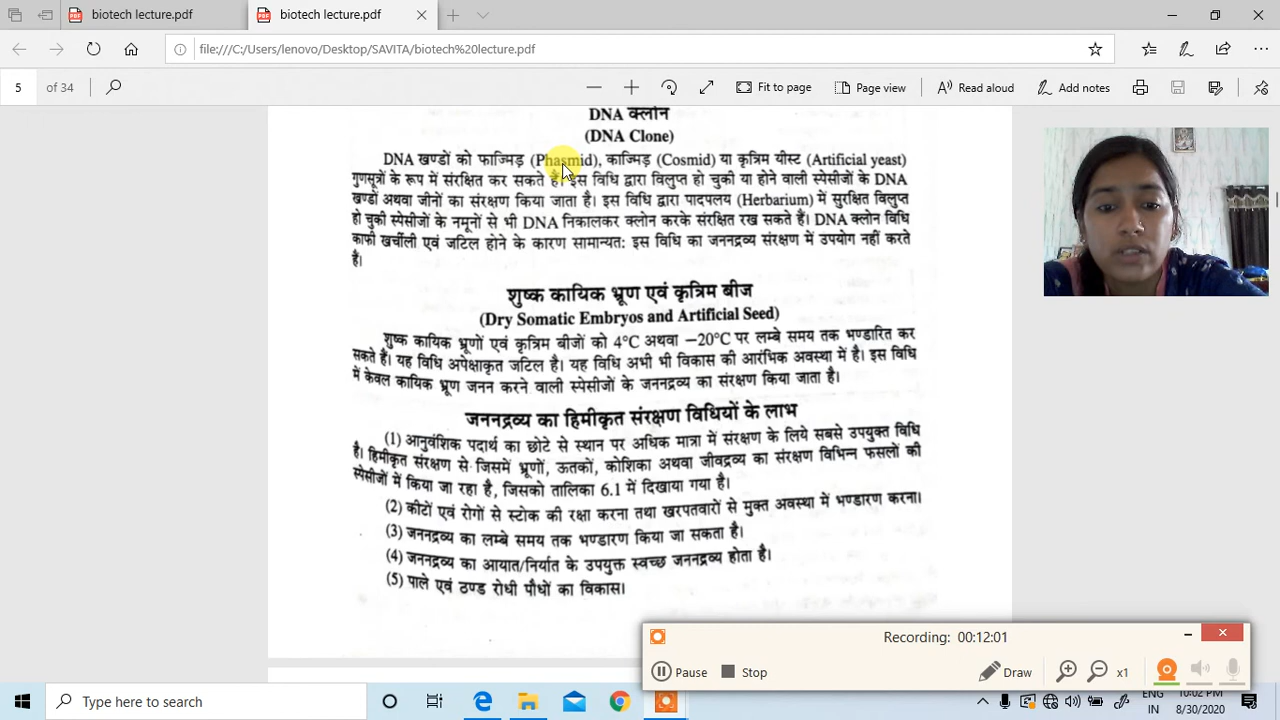 biotech lecture.pdf
biotech lecture.pdf
file:///C:/Users/lenovo/Desktop/SAVITA/biotech%20lecture.pdf
5 of 34
Fit to page
Page view
Read aloud
Add notes
DNA क्लोन
(DNA Clone)
DNA खण्डों को फाज्मिड़ (Phasmid), काज्मिड़ (Cosmid) या कृत्रिम यीस्ट (Artificial yeast)
गुणसूत्रों के रूप में संरक्षित कर सकते हैं। इस विधि द्वारा विलुप्त हो चुकी या होने वाली स्पेसीजों के DNA
खण्डों अथवा जीनों का संरक्षण किया जाता है। इस विधि द्वारा पादपलय (Herbarium) में सुरक्षित विलुप्त
हो चुकी स्पेसीजों के नमूनों से भी DNA निकालकर क्लोन करके संरक्षित रख सकते हैं। DNA क्लोन विधि
काफी खर्चीली एवं जटिल होने के कारण सामान्यत: इस विधि का जननद्रव्य संरक्षण में उपयोग नहीं करते
हैं।
शुष्क कायिक भ्रूण एवं कृत्रिम बीज
(Dry Somatic Embryos and Artificial Seed)
शुष्क कायिक भ्रूणों एवं कृत्रिम बीजों को 4°C अथवा –20°C पर लम्बे समय तक भण्डारित कर
सकते हैं। यह विधि अपेक्षाकृत जटिल है। यह विधि अभी भी विकास की आरंभिक अवस्था में है। इस विधि
में केवल कायिक भ्रूण जनन करने वाली स्पेसीजों के जननद्रव्य का संरक्षण किया जाता है।
जननद्रव्य का हिमीकृत संरक्षण विधियों के लाभ
(1) आनुवंशिक पदार्थ का छोटे से स्थान पर अधिक मात्रा में संरक्षण के लिये सबसे उपयुक्त विधि
है। हिमीकृत संरक्षण से जिसमें भ्रूणों, ऊतकों, कोशिका अथवा जीवद्रव्य का संरक्षण विभिन्न फसलों की
स्पेसीजों में किया जा रहा है, जिसको तालिका 6.1 में दिखाया गया है।
(2) कीटों एवं रोगों से स्टोक की रक्षा करना तथा खरपतवारों से मुक्त अवस्था में भण्डारण करना।
(3) जननद्रव्य का लम्बे समय तक भण्डारण किया जा सकता है।
(4) जननद्रव्य का आयात/निर्यात के उपयुक्त स्वच्छ जननद्रव्य होता है।
(5) पाले एवं ठण्ड रोधी पौधों का विकास।
Recording: 00:12:01
Pause
Stop
Draw
x1
Type here to search
ENG
IN
10:02 PM
8/30/2020